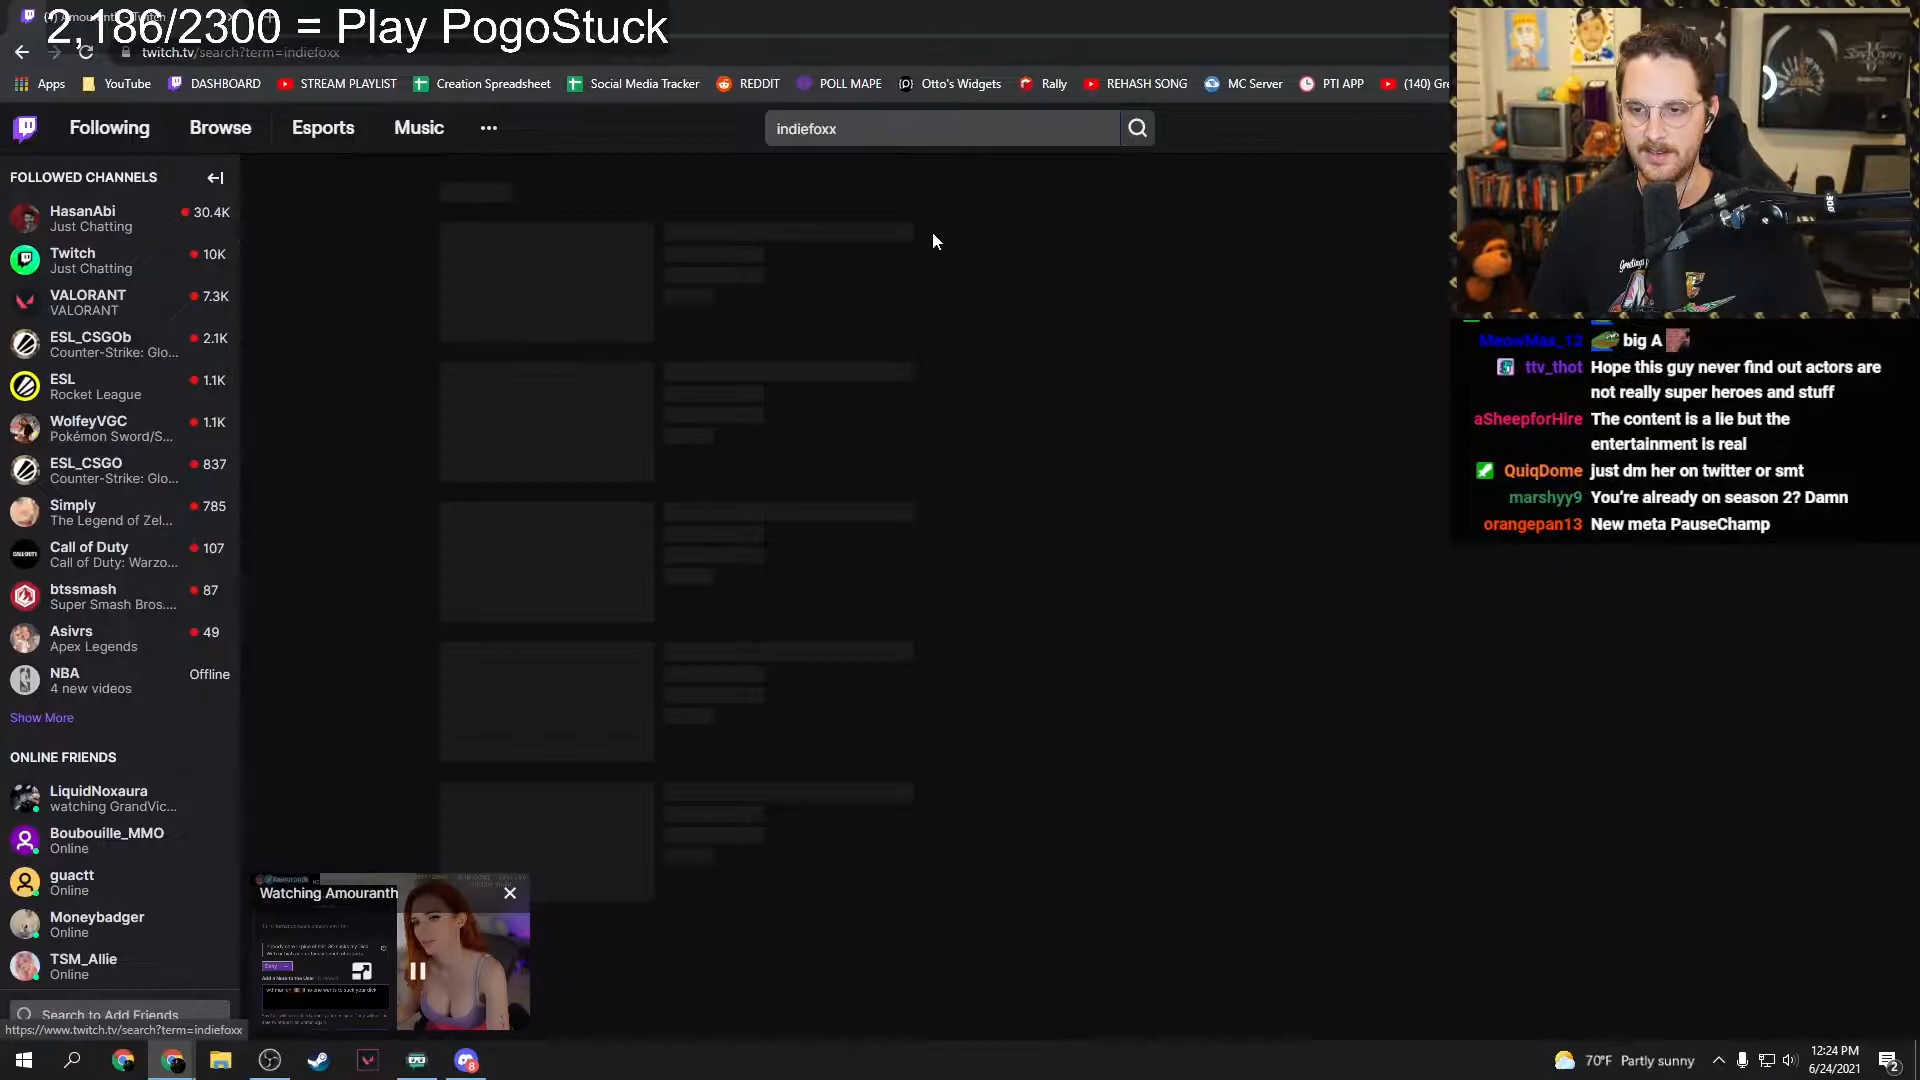 2,186/2300 = Play PogoStuck
twitch.tv/search?term=indiefoxx
Apps
YouTube
DASHBOARD
STREAM PLAYLIST
Creation Spreadsheet
Social Media Tracker
REDDIT
POLL MAPE
Otto's Widgets
Rally
REHASH SONG
MC Server
PTI APP
(140) Gre
Following
Browse
Esports
Music
indiefoxx
FOLLOWED CHANNELS
HasanAbi
30.4K
Just Chatting
Twitch
10K
Just Chatting
VALORANT
7.3K
VALORANT
ESL_CSGOb
2.1K
Counter-Strike: Glo...
ESL
1.1K
Rocket League
WolfeyVGC
1.1K
Pokémon Sword/S...
ESL_CSGO
837
Counter-Strike: Glo...
Simply
785
The Legend of Zel...
Call of Duty
107
Call of Duty: Warzo...
btssmash
87
Super Smash Bros....
Asivrs
49
Apex Legends
NBA
Offline
4 new videos
Show More
ONLINE FRIENDS
LiquidNoxaura
watching GrandVic...
Boubouille_MMO
Online
guactt
Online
Moneybadger
Online
TSM_Allie
Online
Search to Add Friends
https://www.twitch.tv/search?term=indiefoxx
Watching Amouranth
MeowMax_12 big A
ttv_thot Hope this guy never find out actors are
not really super heroes and stuff
aSheepforHire The content is a lie but the
entertainment is real
QuiqDome just dm her on twitter or smt
marshyy9 You're already on season 2? Damn
orangepan13 New meta PauseChamp
8
70°F Partly sunny
12:24 PM
6/24/2021
2